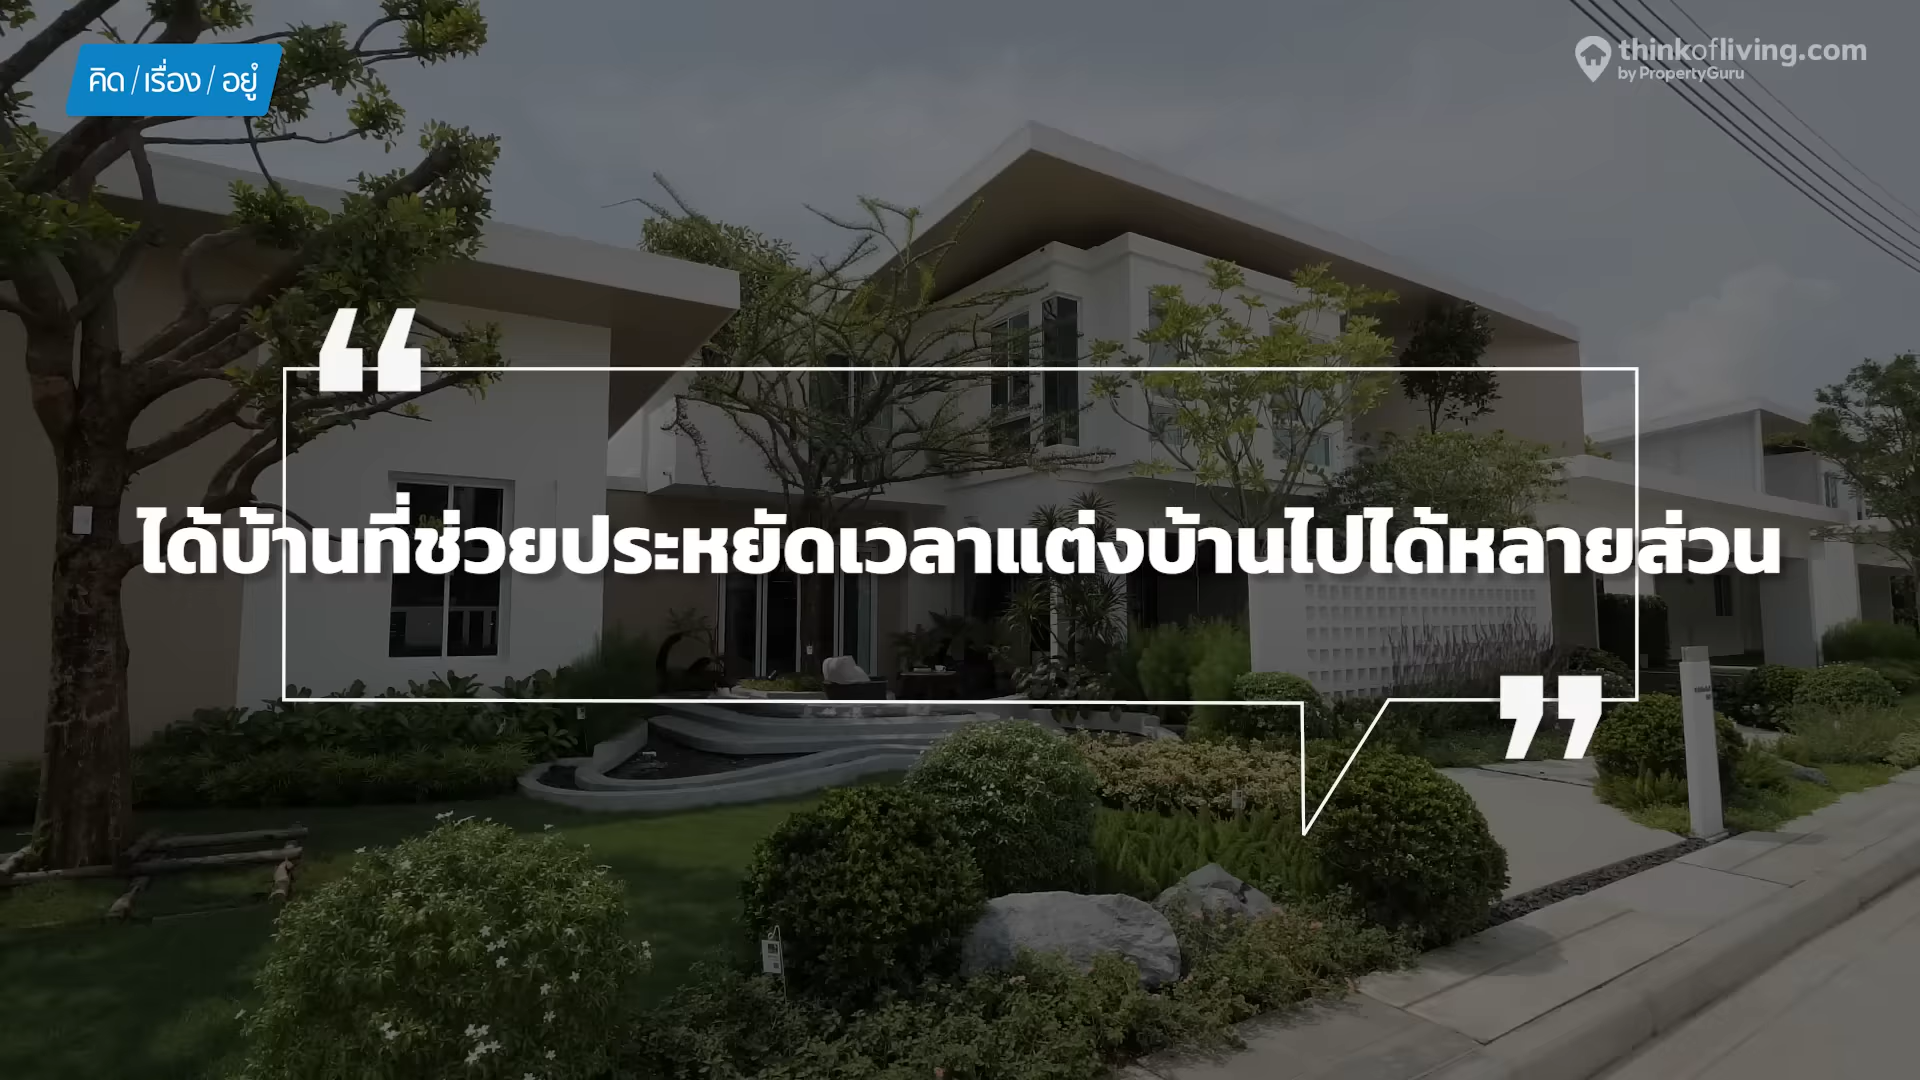 คิด/เรื่อง/อยู่
thinkofliving.com
by PropertyGuru
“
ได้บ้านที่ช่วยประหยัดเวลาแต่งบ้านไปได้หลายส่วน
”